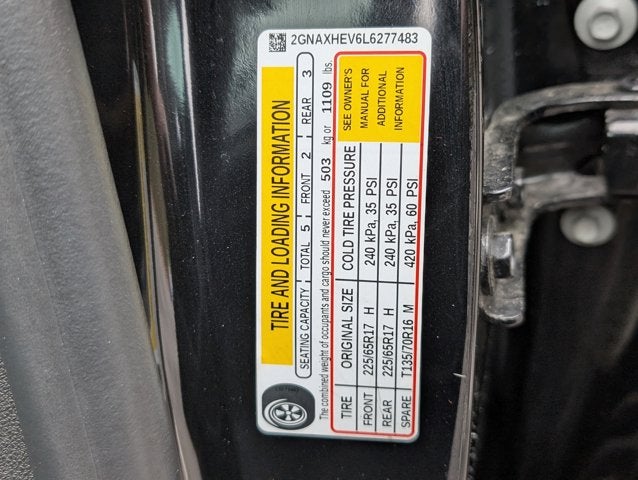 2GNAXHEV6L6277483
TIRE AND LOADING INFORMATION
SEATING CAPACITY TOTAL 5 FRONT 2 REAR 3
The combined weight of occupants and cargo should never exceed 503 kg or 1109 lbs.
TIRE ORIGINAL SIZE COLD TIRE PRESSURE SEE OWNER'S
FRONT 225/65R17 H 240 kPa, 35 PSI MANUAL FOR
REAR 225/65R17 H 240 kPa, 35 PSI ADDITIONAL
SPARE T135/70R16 M 420 kPa, 60 PSI INFORMATION